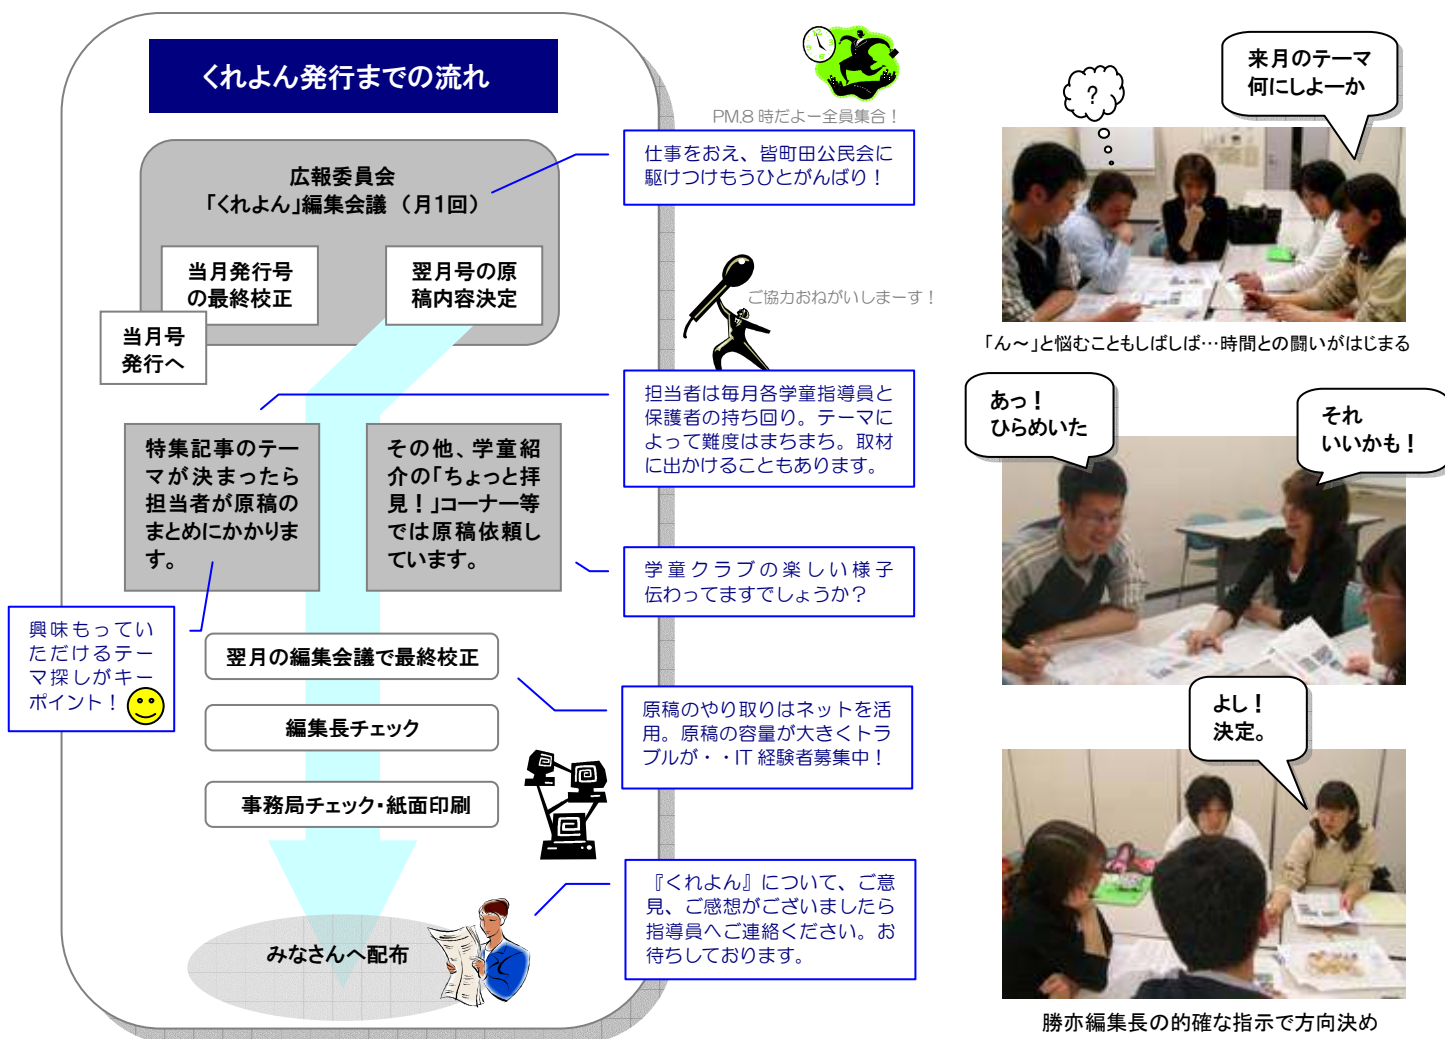 くれよん発行までの流れ
PM.8 時だよー全員集合！
広報委員会
「くれよん」編集会議 （月1回）
仕事をおえ、皆町田公民会に
駆けつけもうひとがんばり！
当月発行号
の最終校正
翌月号の原
稿内容決定
当月号
発行へ
ご協力おねがいしまーす！
担当者は毎月各学童指導員と
保護者の持ち回り。テーマに
よって難度はまちまち。取材
に出かけることもあります。
特集記事のテー
マが決まったら
担当者が原稿の
まとめにかかりま
す。
その他、学童紹
介の「ちょっと拝
見！」コーナー等
では原稿依頼し
ています。
学童クラブの楽しい様子
伝わってますでしょうか？
興味もってい
ただけるテー
マ探しがキー
ポイント！
翌月の編集会議で最終校正
原稿のやり取りはネットを活
用。原稿の容量が大きくトラ
ブルが・・IT 経験者募集中！
編集長チェック
事務局チェック・紙面印刷
『くれよん』について、ご意
見、ご感想がございましたら
指導員へご連絡ください。お
待ちしております。
みなさんへ配布
来月のテーマ
何にしよーか
？
「ん～」と悩むこともしばしば…時間との闘いがはじまる
あっ！
ひらめいた
それ
いいかも！
よし！
決定。
勝亦編集長の的確な指示で方向決め